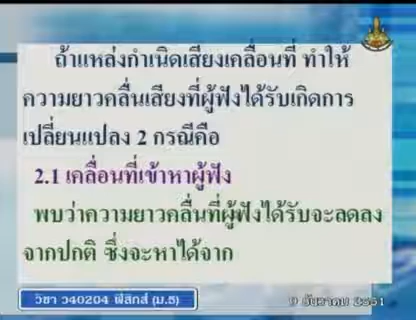 ถ้าแหล่งกำเนิดเสียงเคลื่อนที่ ทำให้
ความยาวคลื่นเสียงที่ผู้ฟังได้รับเกิดการ
เปลี่ยนแปลง 2 กรณีคือ
2.1 เคลื่อนที่เข้าหาผู้ฟัง
พบว่าความยาวคลื่นที่ผู้ฟังได้รับจะลดลง
จากปกติ ซึ่งจะหาได้จาก
วิชา ว40204 ฟิสิกส์ (ม.5)
9 ธันวาคม 2551